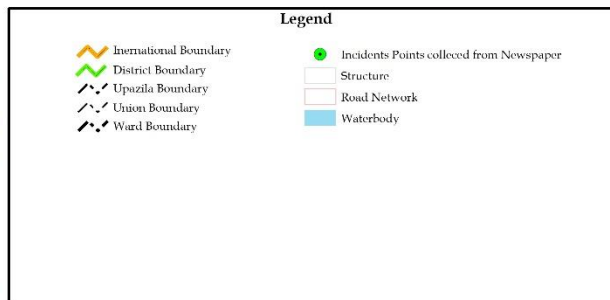 Legend
Inernational Boundary
District Boundary
Upazila Boundary
Union Boundary
Ward Boundary
Incidents Points colleced from Newspaper
Structure
Road Network
Waterbody